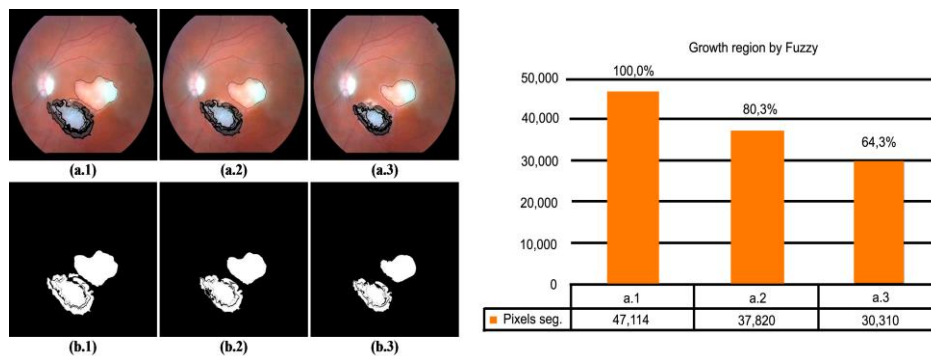 (a.1) (a.2) (a.3)
(b.1) (b.2) (b.3)
Growth region by Fuzzy
100,0%
50,000
80,3%
40,000
64,3%
30,000
20,000
10,000
0
a.1 a.2 a.3
Pixels seg. 47,114 37,820 30,310